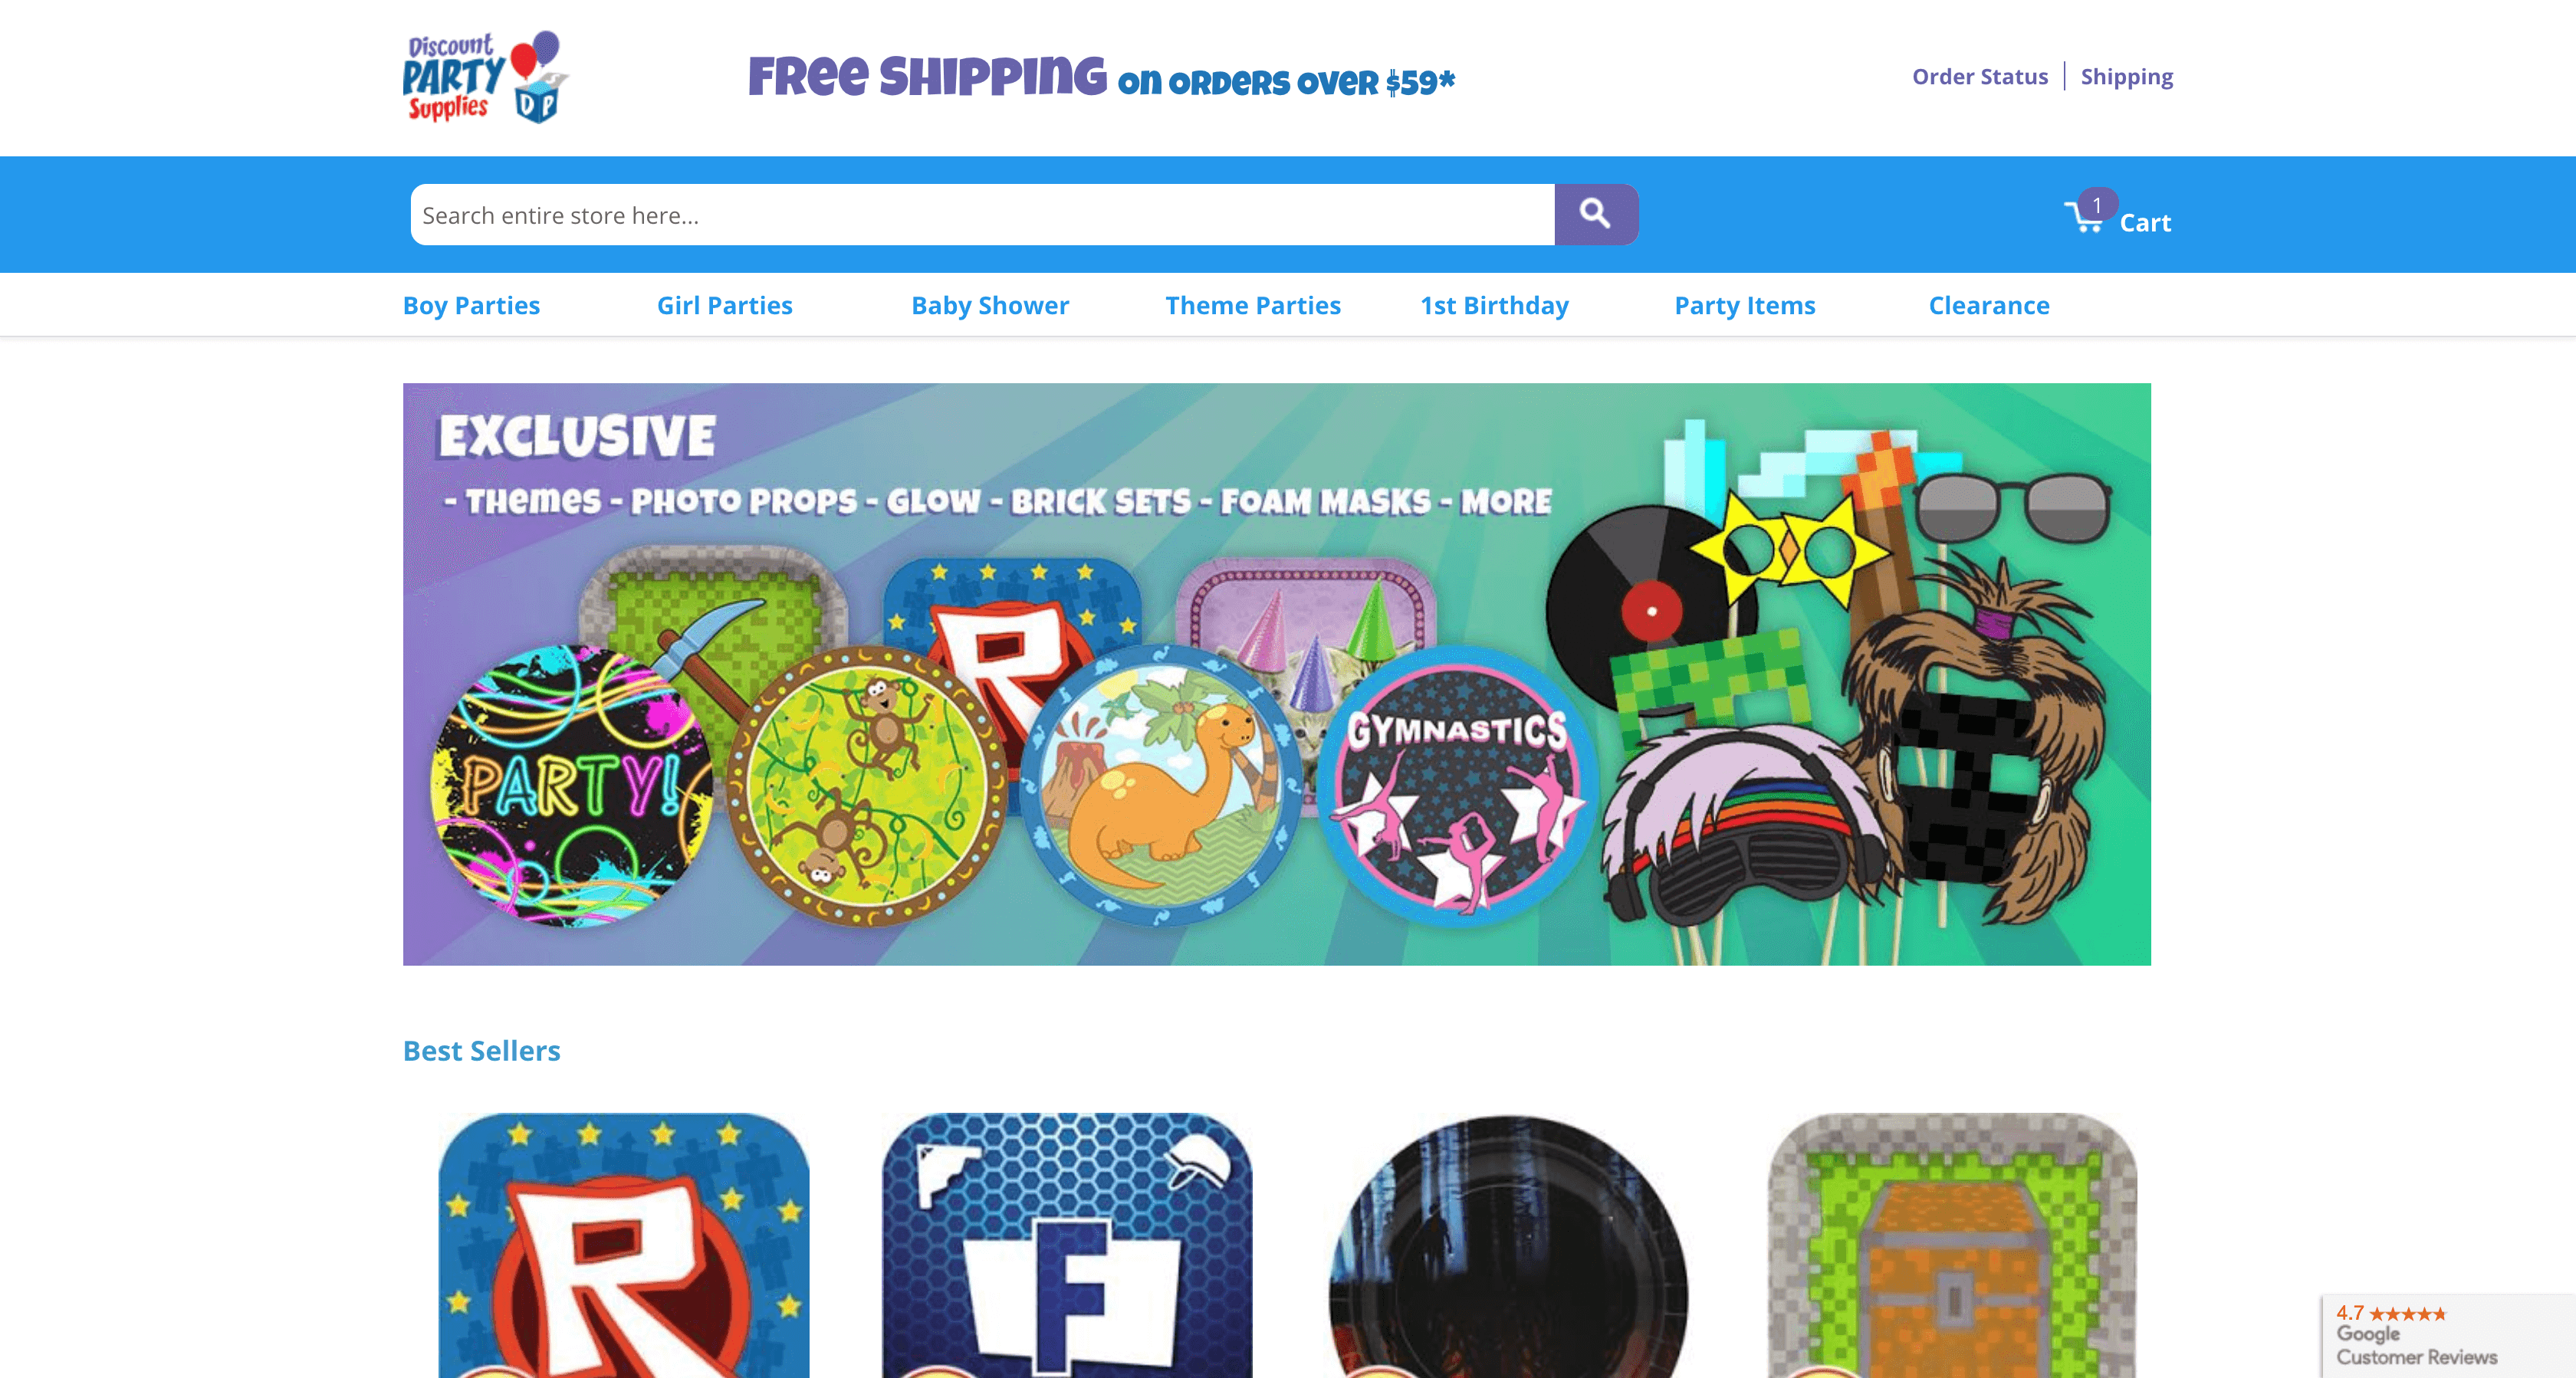 Discount
PARTY
Supplies
D P S
FREE SHIPPING on orders over $59*
Order Status
Shipping
Search entire store here...
1
Cart
Boy Parties
Girl Parties
Baby Shower
Theme Parties
1st Birthday
Party Items
Clearance
EXCLUSIVE
- THEMES - PHOTO PROPS - GLOW - BRICK SETS - FOAM MASKS - MORE
R
PARTY!
GYMNASTICS
Best Sellers
R
F
4.7
Google
Customer Reviews